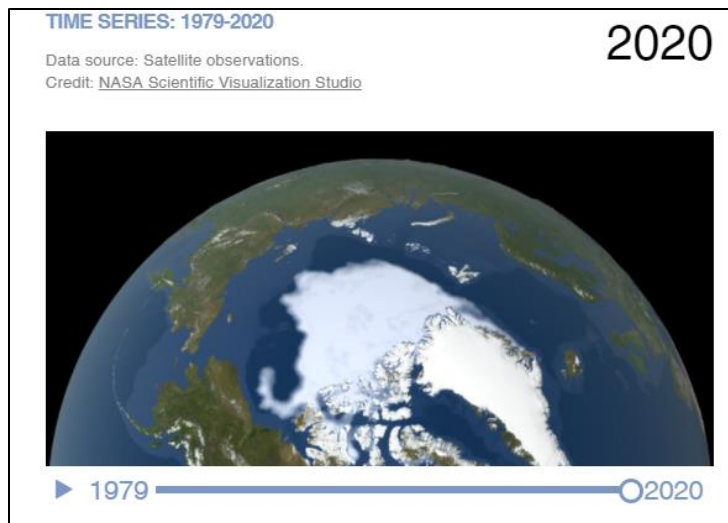 TIME SERIES: 1979-2020
2020
Data source: Satellite observations.
Credit: NASA Scientific Visualization Studio
1979
2020